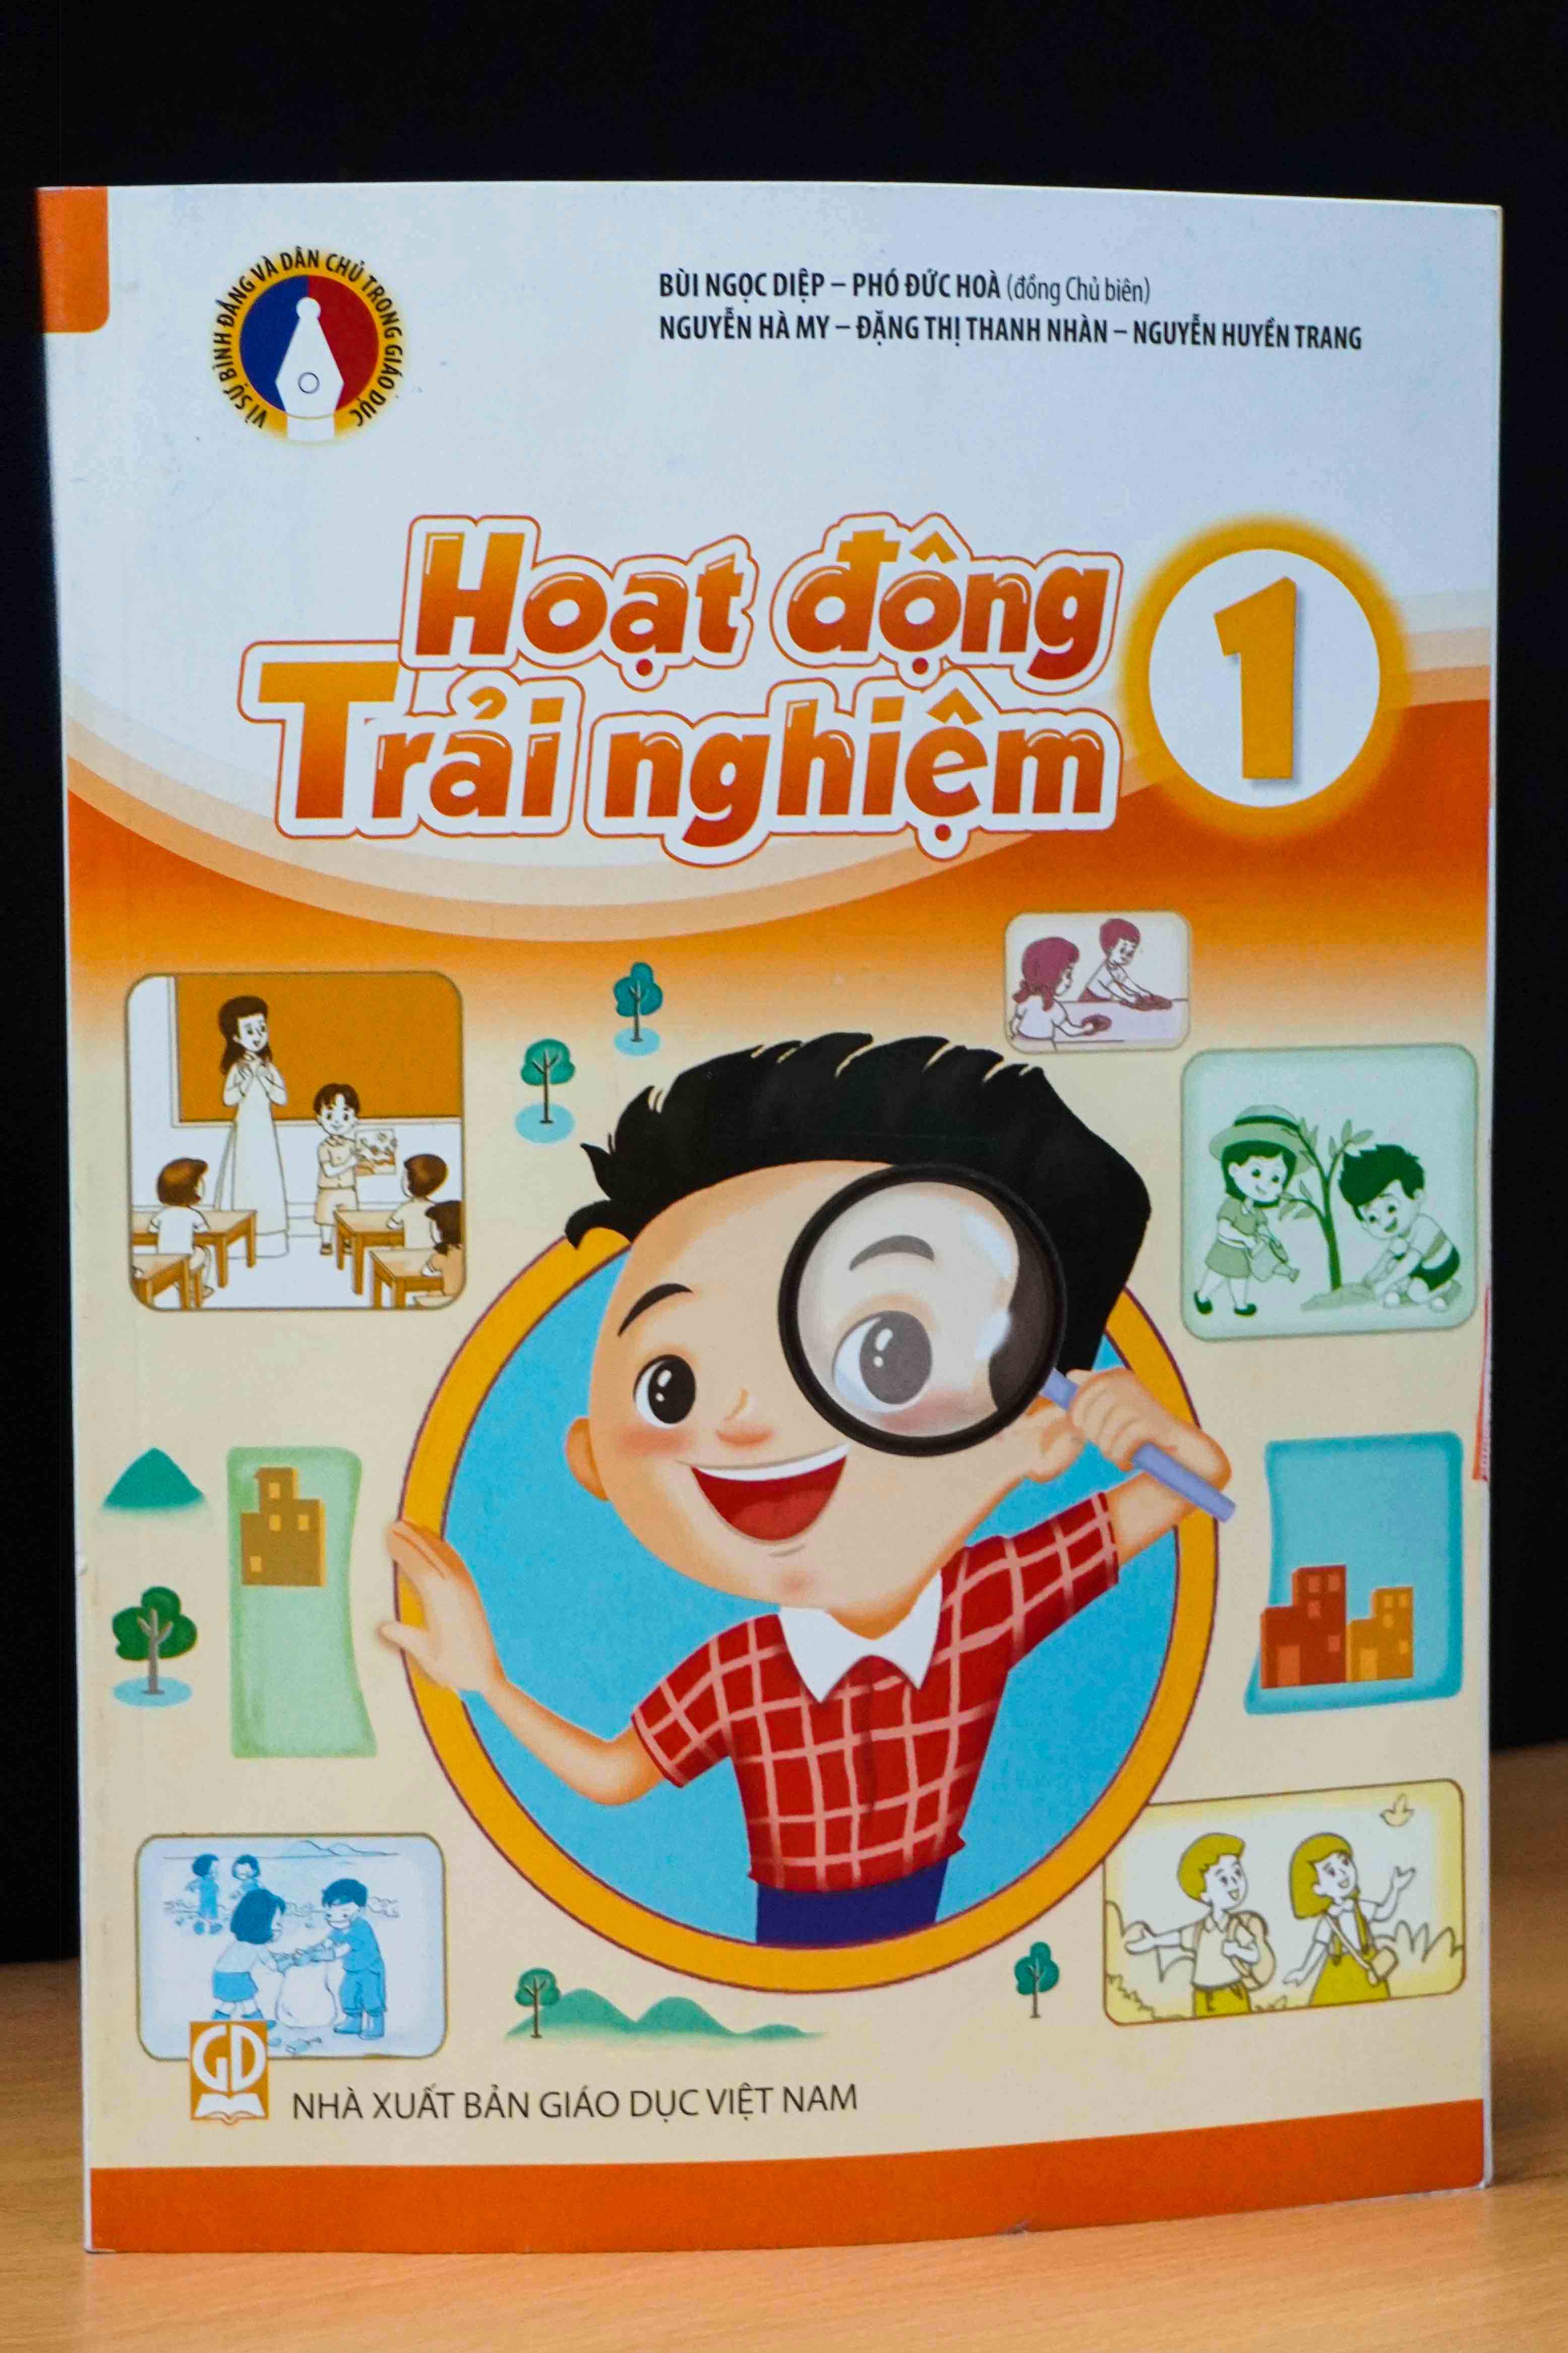 VÌ SỰ BÌNH ĐẲNG VÀ DÂN CHỦ TRONG GIÁO DỤC
BÙI NGỌC DIỆP – PHÓ ĐỨC HOÀ (đồng Chủ biên)
NGUYỄN HÀ MY – ĐẶNG THỊ THANH NHÀN – NGUYỄN HUYỀN TRANG
Hoạt động
Trải nghiệm
1
GD
NHÀ XUẤT BẢN GIÁO DỤC VIỆT NAM